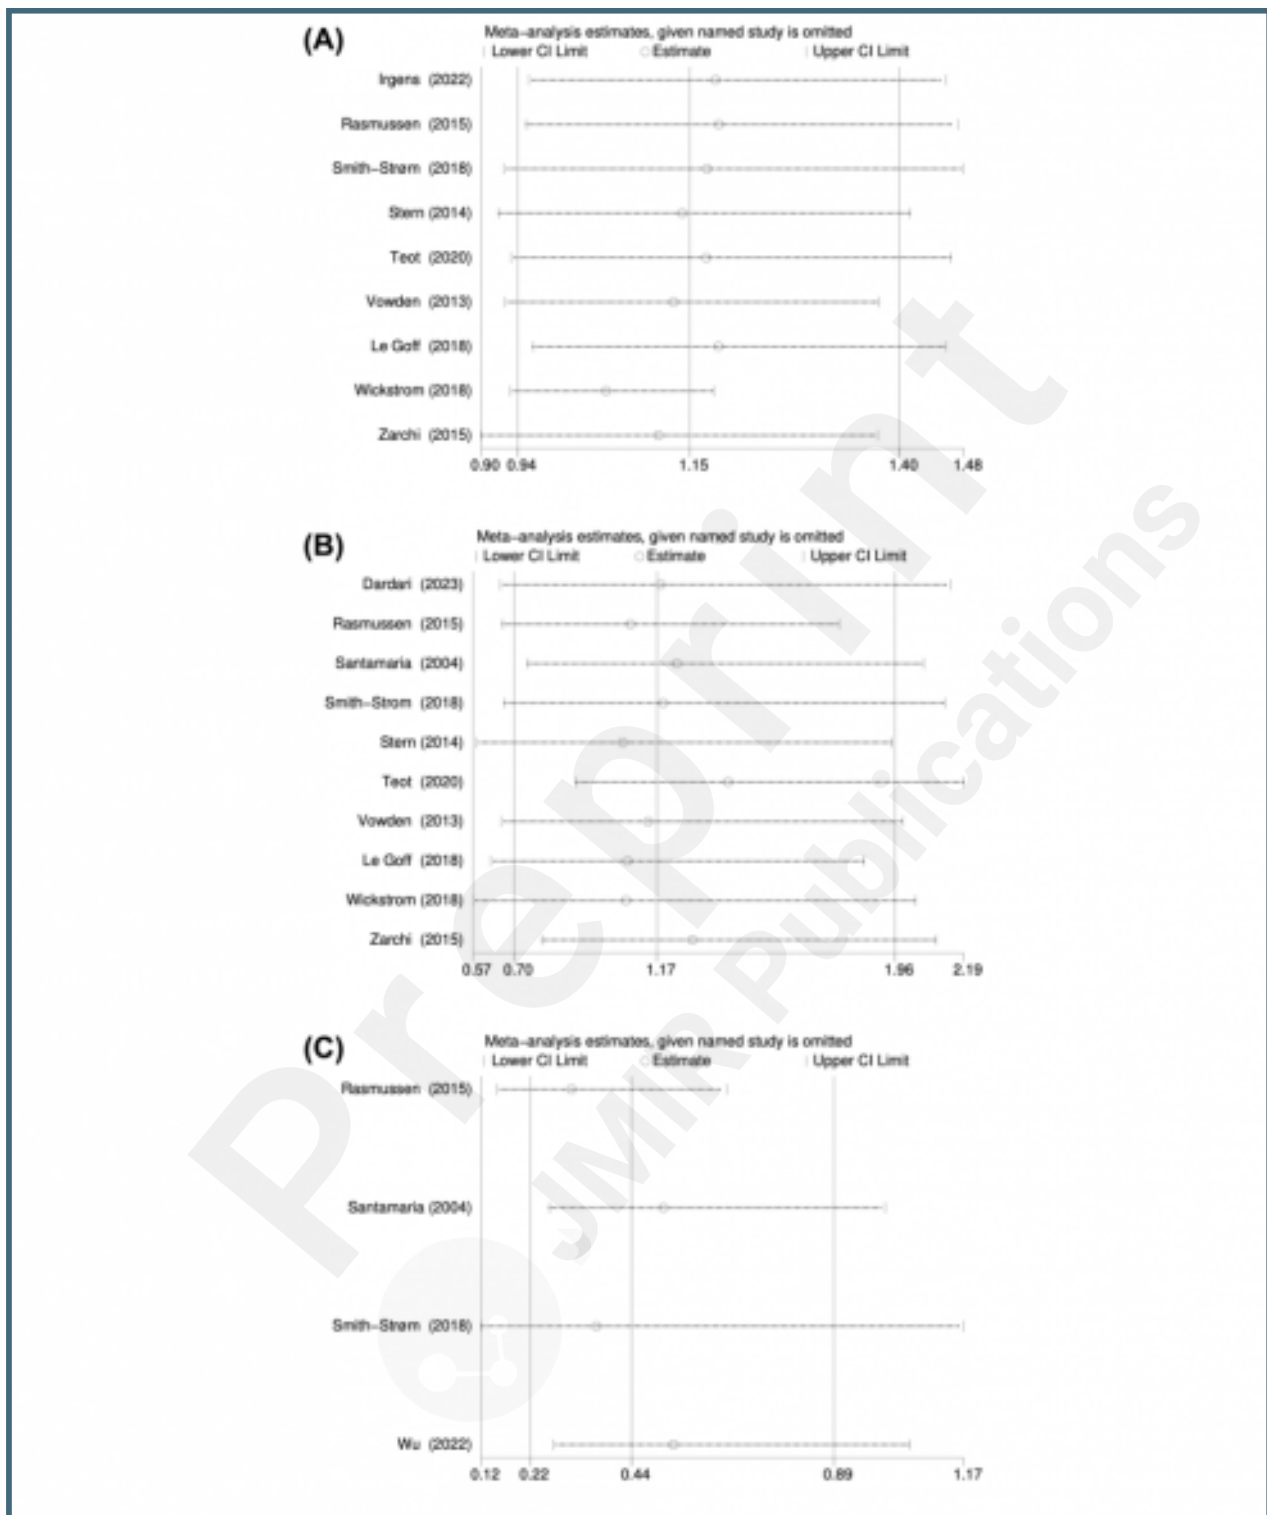 (A)
Meta-analysis estimates, given named study is omitted
Lower CI Limit Estimate Upper CI Limit
Irgens (2022)
Rasmussen (2015)
Smith-Strøm (2018)
Stern (2014)
Teot (2020)
Vowden (2013)
Le Goff (2018)
Wickstrom (2018)
Zarchi (2015)
0.90 0.94 1.15 1.40 1.48
(B)
Meta-analysis estimates, given named study is omitted
Lower CI Limit Estimate Upper CI Limit
Dardari (2023)
Rasmussen (2015)
Santamaria (2004)
Smith-Strom (2018)
Stern (2014)
Teot (2020)
Vowden (2013)
Le Goff (2018)
Wickstrom (2018)
Zarchi (2015)
0.57 0.70 1.17 1.96 2.19
(C)
Meta-analysis estimates, given named study is omitted
Lower CI Limit Estimate Upper CI Limit
Rasmussen (2015)
Santamaria (2004)
Smith-Strøm (2018)
Wu (2022)
0.12 0.22 0.44 0.89 1.17
Preprint
JMIR Publications